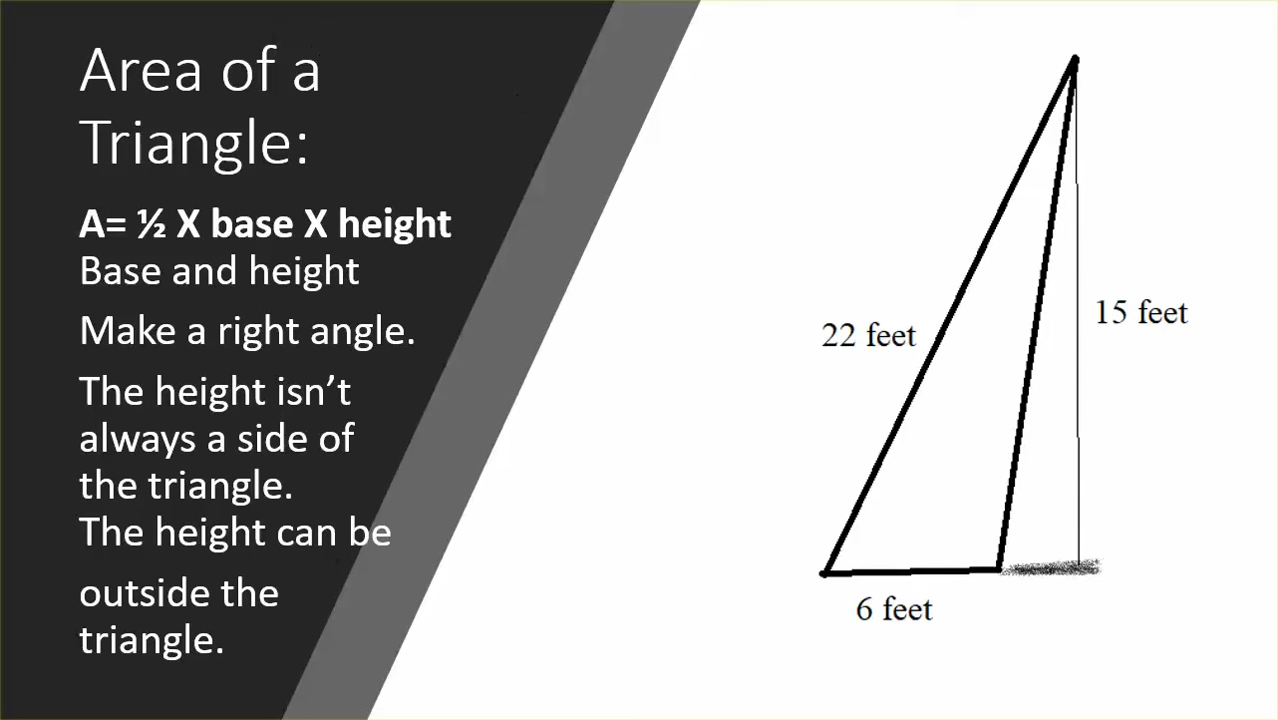 Area of a
Triangle:
A= ½ X base X height
Base and height
Make a right angle.
The height isn’t
always a side of
the triangle.
The height can be
outside the
triangle.
22 feet
15 feet
6 feet